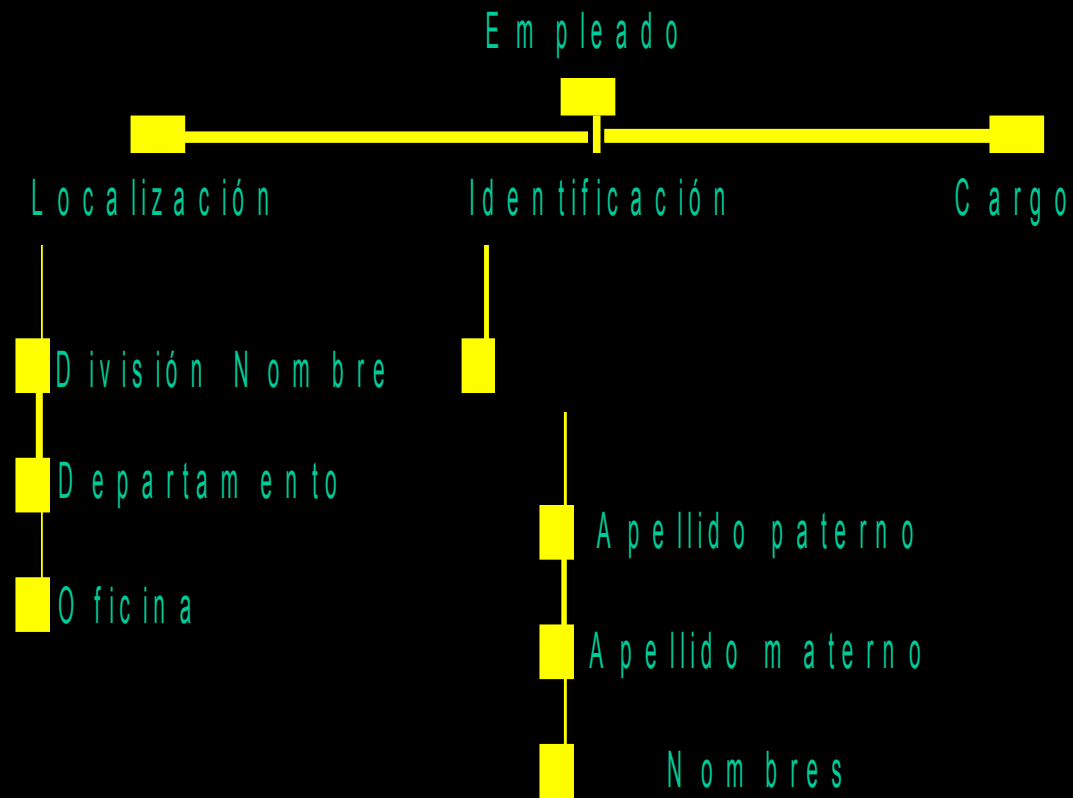 Empleado
Localización Identificación Cargo
División Nombre
Departamento
Apellido paterno
Oficina
Apellido materno
Nombres